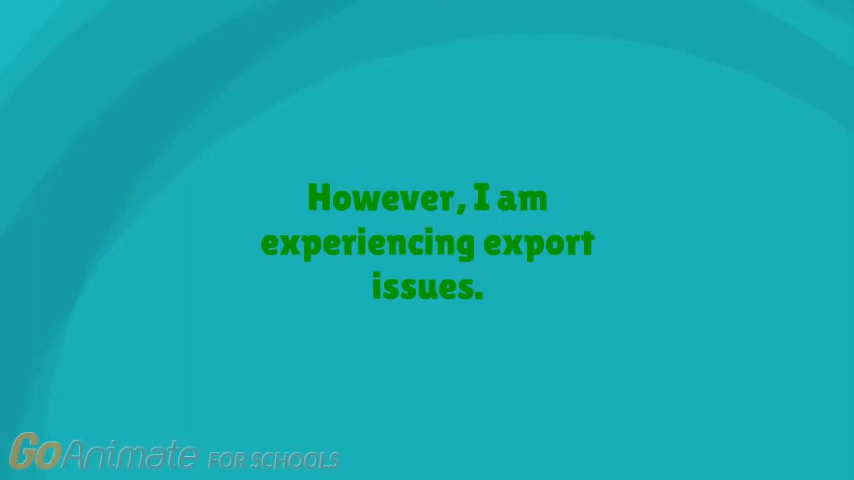 However, I am
experiencing export
issues.
GoAnimate FOR SCHOOLS